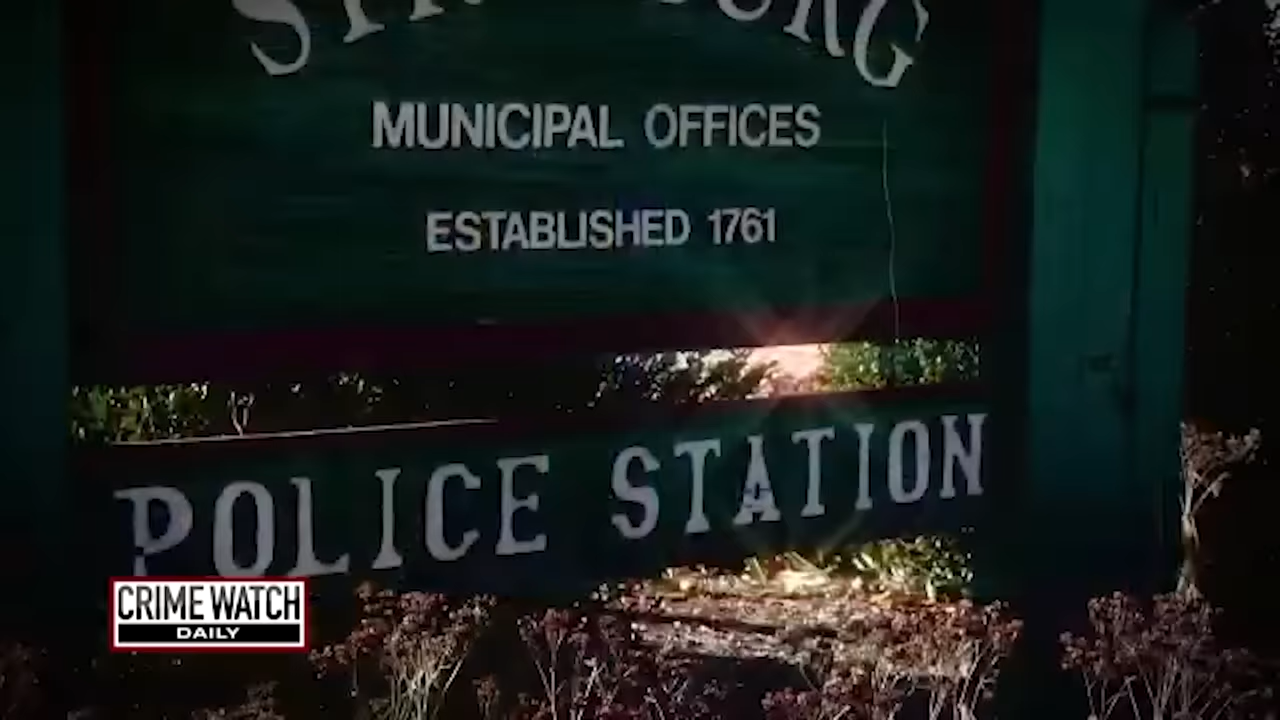 MUNICIPAL OFFICES
ESTABLISHED 1761
POLICE STATION
CRIME WATCH
DAILY